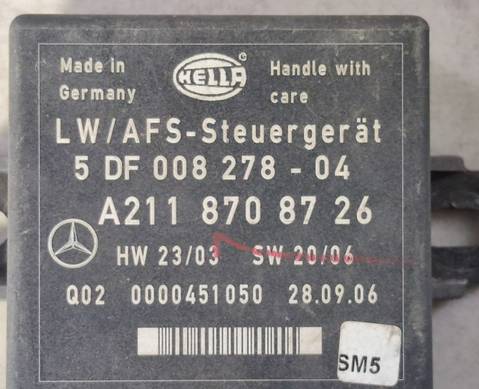 Made in
Germany
HELLA
Handle with
care
LW/AFS-Steuergerät
5 DF 008 278 - 04
A211 870 87 26
HW 23/03 SW 20/06
Q02 0000451050 28.09.06
SM5